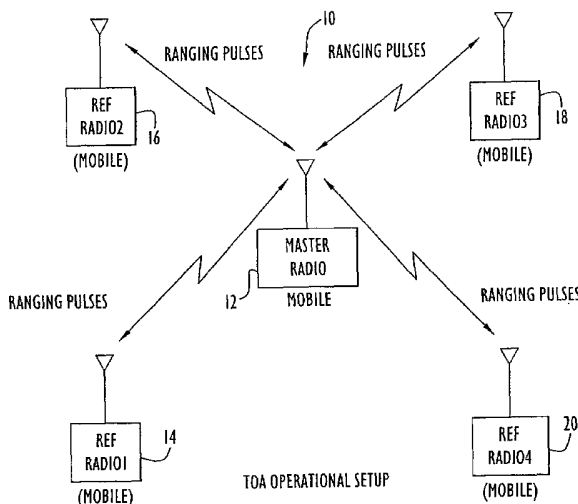 10
RANGING PULSES
RANGING PULSES
REF
RADIO2
16
(MOBILE)
REF
RADIO3
18
(MOBILE)
MASTER
RADIO
12
MOBILE
RANGING PULSES
RANGING PULSES
REF
RADIO1
14
(MOBILE)
TOA OPERATIONAL SETUP
REF
RADIO4
20
(MOBILE)